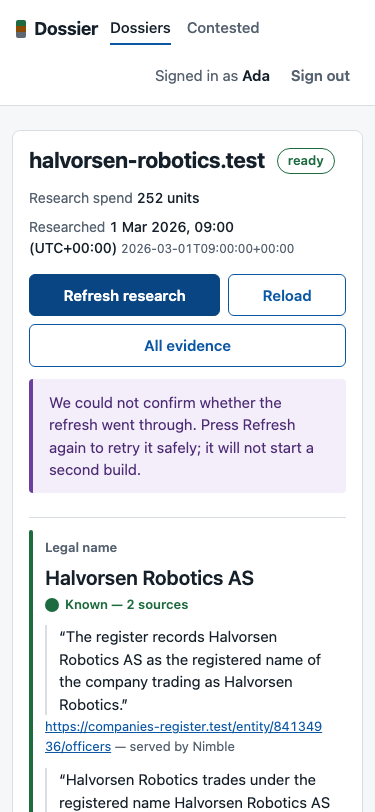 Dossier Dossiers Contested
Signed in as Ada Sign out
halvorsen-robotics.test ready
Research spend 252 units
Researched 1 Mar 2026, 09:00
(UTC+00:00) 2026-03-01T09:00:00+00:00
Refresh research Reload
All evidence
We could not confirm whether the
refresh went through. Press Refresh
again to retry it safely; it will not start a
second build.
Legal name
Halvorsen Robotics AS
Known — 2 sources
“The register records Halvorsen
Robotics AS as the registered name of
the company trading as Halvorsen
Robotics.”
https://companies-register.test/entity/841349
36/officers — served by Nimble
“Halvorsen Robotics trades under the
registered name Halvorsen Robotics AS